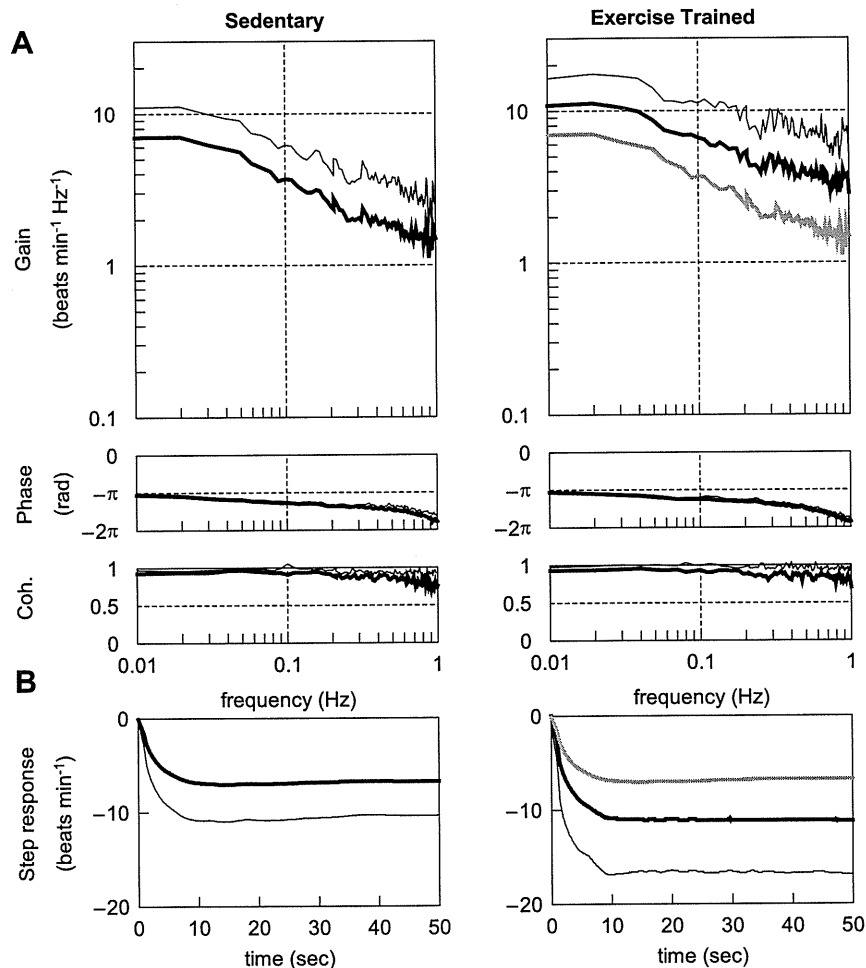 Sedentary
Exercise Trained
A
Gain
(beats min⁻¹ Hz⁻¹)
10
1
0.1
10
1
0.1
Phase
(rad)
0
−π
−2π
0
−π
−2π
Coh.
1
0.5
0
1
0.5
0
0.01
0.1
1
0.01
0.1
1
frequency (Hz)
frequency (Hz)
B
Step response
(beats min⁻¹)
0
−10
−20
0
−10
−20
0
10
20
30
40
50
0
10
20
30
40
50
time (sec)
time (sec)